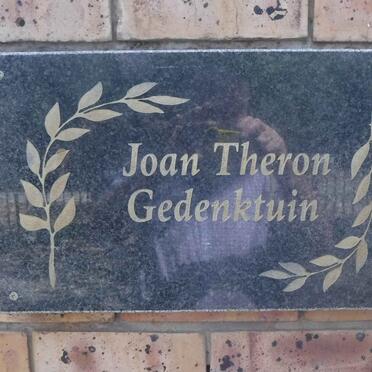 Joan Theron
Gedenktuin